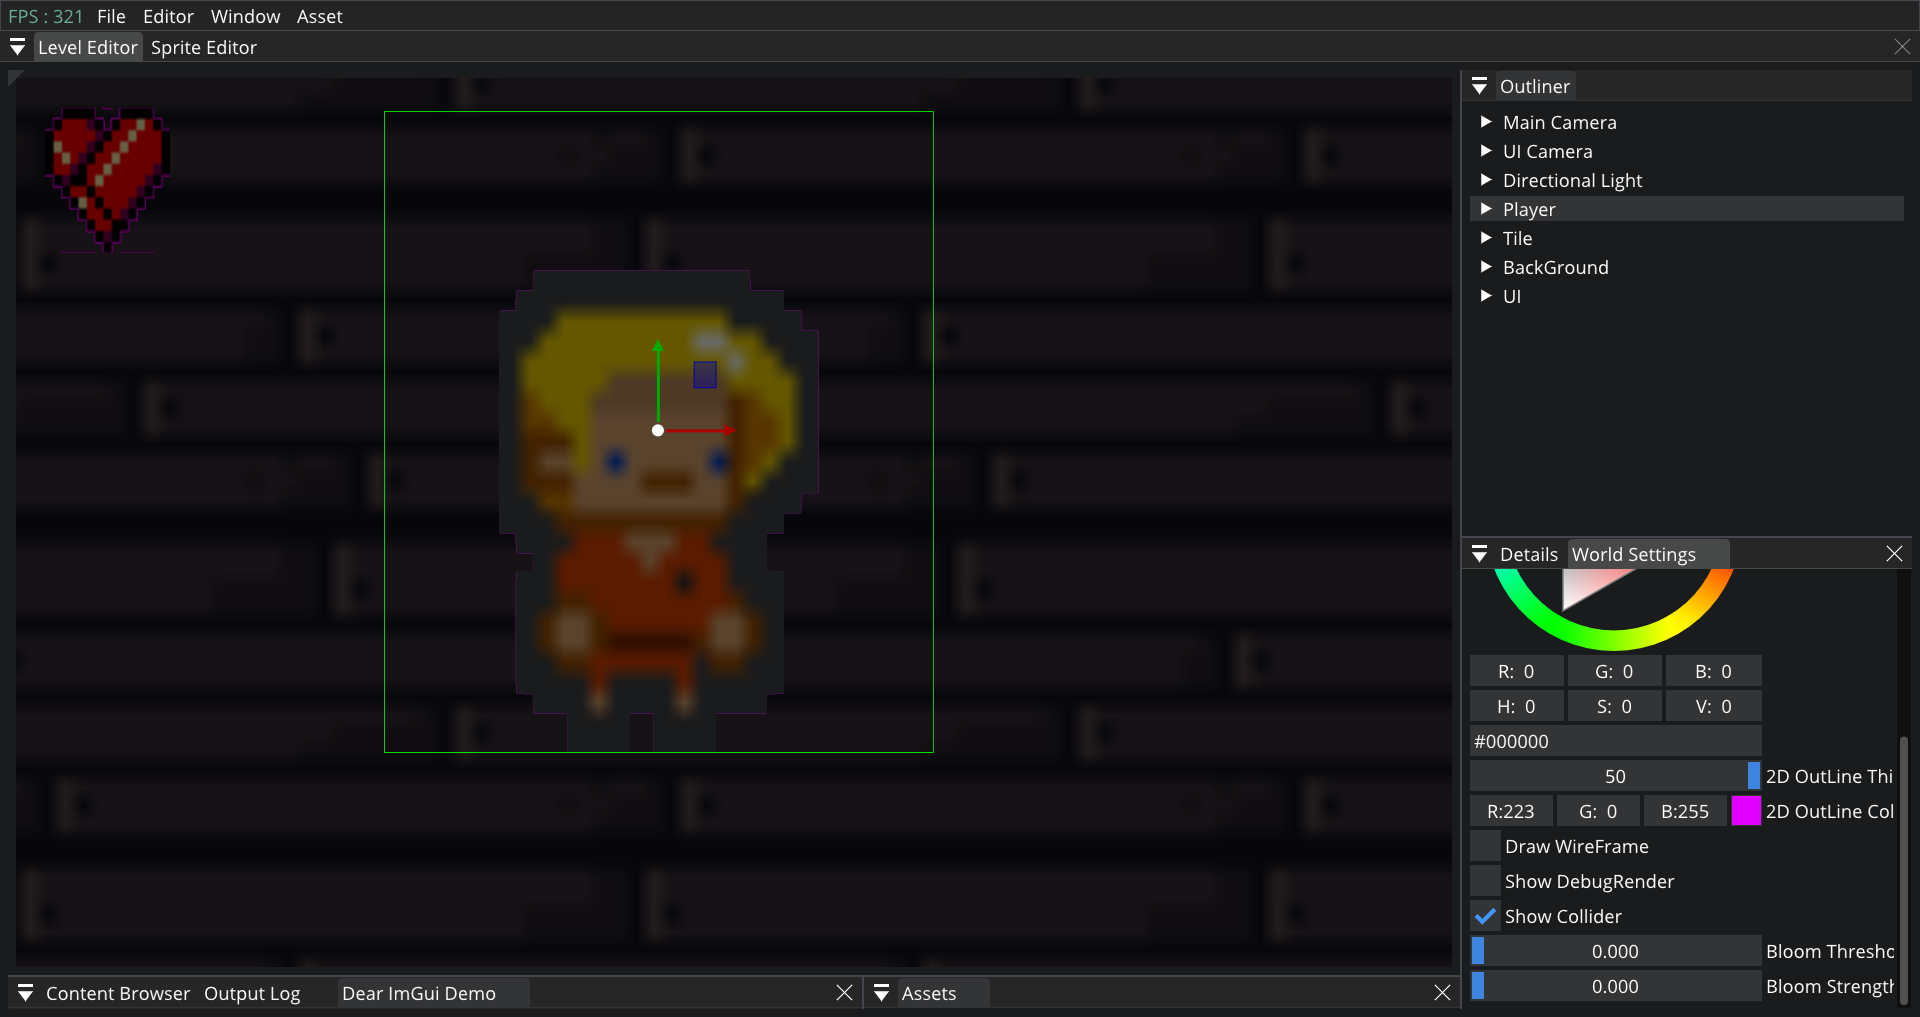 FPS : 321 File Editor Window Asset
Level Editor Sprite Editor
Outliner
Main Camera
UI Camera
Directional Light
Player
Tile
BackGround
UI
Details World Settings
R: 0 G: 0 B: 0
H: 0 S: 0 V: 0
#000000
50 2D OutLine Thi
R:223 G: 0 B:255 2D OutLine Col
Draw WireFrame
Show DebugRender
Show Collider
0.000 Bloom Thresho
0.000 Bloom Strength
Content Browser Output Log Dear ImGui Demo Assets